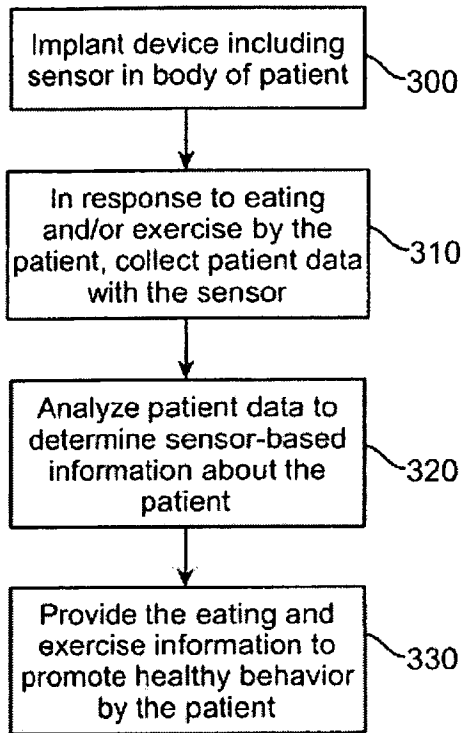 Implant device including
sensor in body of patient
300
In response to eating
and/or exercise by the
patient, collect patient data
with the sensor
310
Analyze patient data to
determine sensor-based
information about the
patient
320
Provide the eating and
exercise information to
promote healthy behavior
by the patient
330